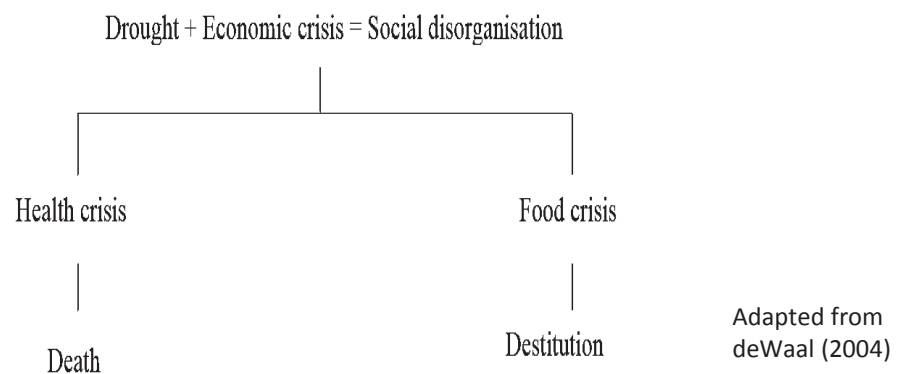 Drought + Economic crisis = Social disorganisation
Health crisis
Food crisis
Death
Destitution
Adapted from
deWaal (2004)